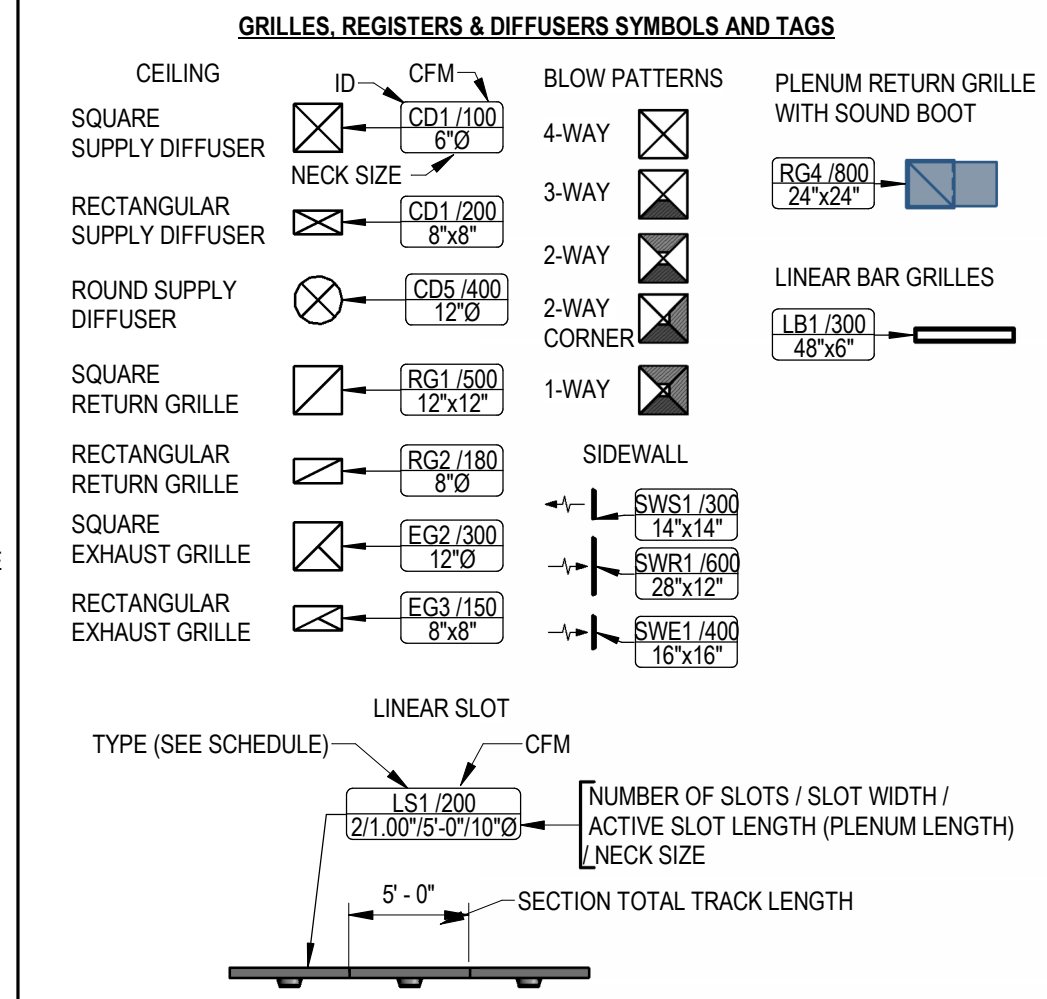 GRILLES, REGISTERS & DIFFUSERS SYMBOLS AND TAGS
CEILING
ID
CFM
SQUARE
SUPPLY DIFFUSER
CD1 /100
6"Ø
NECK SIZE
RECTANGULAR
SUPPLY DIFFUSER
CD1 /200
8"x8"
ROUND SUPPLY
DIFFUSER
CD5 /400
12"Ø
SQUARE
RETURN GRILLE
RG1 /500
12"x12"
RECTANGULAR
RETURN GRILLE
RG2 /180
8"Ø
SQUARE
EXHAUST GRILLE
EG2 /300
12"Ø
RECTANGULAR
EXHAUST GRILLE
EG3 /150
8"x8"
BLOW PATTERNS
4-WAY
3-WAY
2-WAY
2-WAY
CORNER
1-WAY
SIDEWALL
SWS1 /300
14"x14"
SWR1 /600
28"x12"
SWE1 /400
16"x16"
PLENUM RETURN GRILLE
WITH SOUND BOOT
RG4 /800
24"x24"
LINEAR BAR GRILLES
LB1 /300
48"x6"
LINEAR SLOT
TYPE (SEE SCHEDULE)
CFM
LS1 /200
2/1.00"/5'-0"/10"Ø
NUMBER OF SLOTS / SLOT WIDTH /
ACTIVE SLOT LENGTH (PLENUM LENGTH)
/ NECK SIZE
5' - 0"
SECTION TOTAL TRACK LENGTH